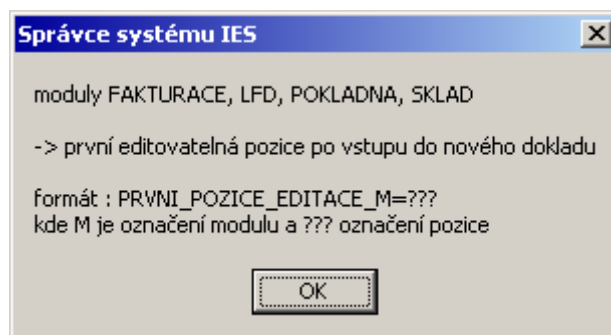 Správce systému IES
moduly FAKTURACE, LFD, POKLADNA, SKLAD
-> první editovatelná pozice po vstupu do nového dokladu
formát : PRVNI_POZICE_EDITACE_M=???
kde M je označení modulu a ??? označení pozice
OK